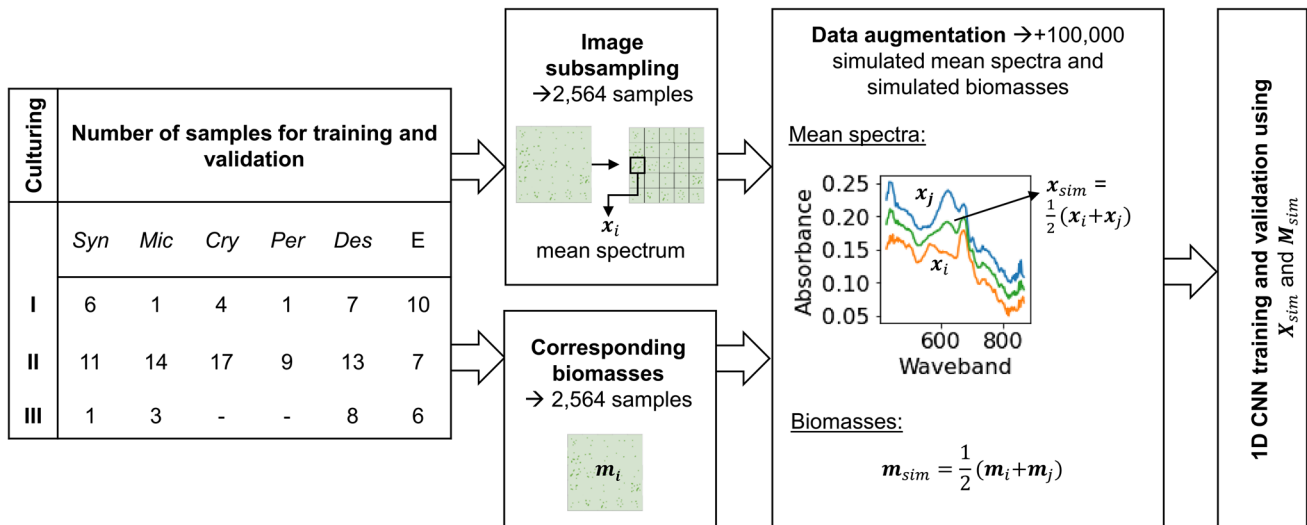 Culturing
Number of samples for training and
validation
Syn Mic Cry Per Des E
I 6 1 4 1 7 10
II 11 14 17 9 13 7
III 1 3 - - 8 6
Image
subsampling
→2,564 samples
x_i
mean spectrum
Corresponding
biomasses
→ 2,564 samples
m_i
Data augmentation →+100,000
simulated mean spectra and
simulated biomasses
Mean spectra:
Absorbance
0.25
0.20
0.15
0.10
0.05
x_j
x_i
x_sim =
1/2 (x_i+x_j)
600 800
Waveband
Biomasses:
m_sim = 1/2 (m_i+m_j)
1D CNN training and validation using
X_sim and M_sim